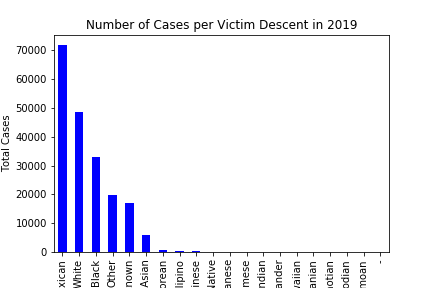 Number of Cases per Victim Descent in 2019
Total Cases
70000
60000
50000
40000
30000
20000
10000
0
xican
White
Black
Other
nown
Asian
orean
lipino
inese
lative
anese
mese
ndian
ander
vaiian
anian
otian
odian
moan
-